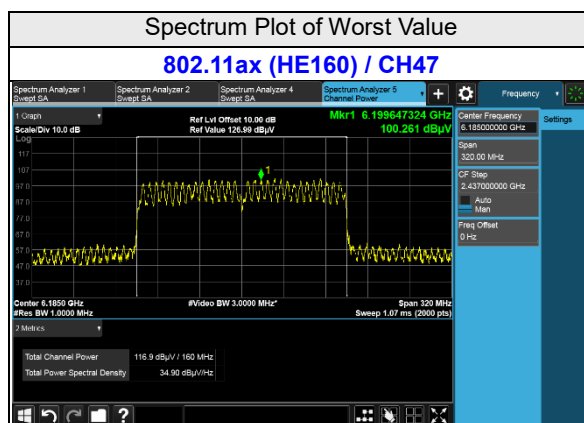 Spectrum Plot of Worst Value
802.11ax (HE160) / CH47
Spectrum Analyzer 1
Swept SA
Spectrum Analyzer 2
Swept SA
Spectrum Analyzer 4
Swept SA
Spectrum Analyzer 5
Channel Power
+
Frequency
1 Graph
Scale/Div 10.0 dB
Log
Ref Lvl Offset 10.00 dB
Ref Value 126.99 dBµV
Mkr1 6.199647324 GHz
100.261 dBµV
117
107
97.0
87.0
77.0
67.0
57.0
47.0
37.0
1
Center 6.1850 GHz
#Res BW 1.0000 MHz
#Video BW 3.0000 MHz*
Span 320 MHz
Sweep 1.07 ms (2000 pts)
2 Metrics
Total Channel Power 116.9 dBµV / 160 MHz
Total Power Spectral Density 34.90 dBµV/Hz
Center Frequency
6.185000000 GHz
Settings
Span
320.00 MHz
CF Step
2.437000000 GHz
Auto
Man
Freq Offset
0 Hz
?